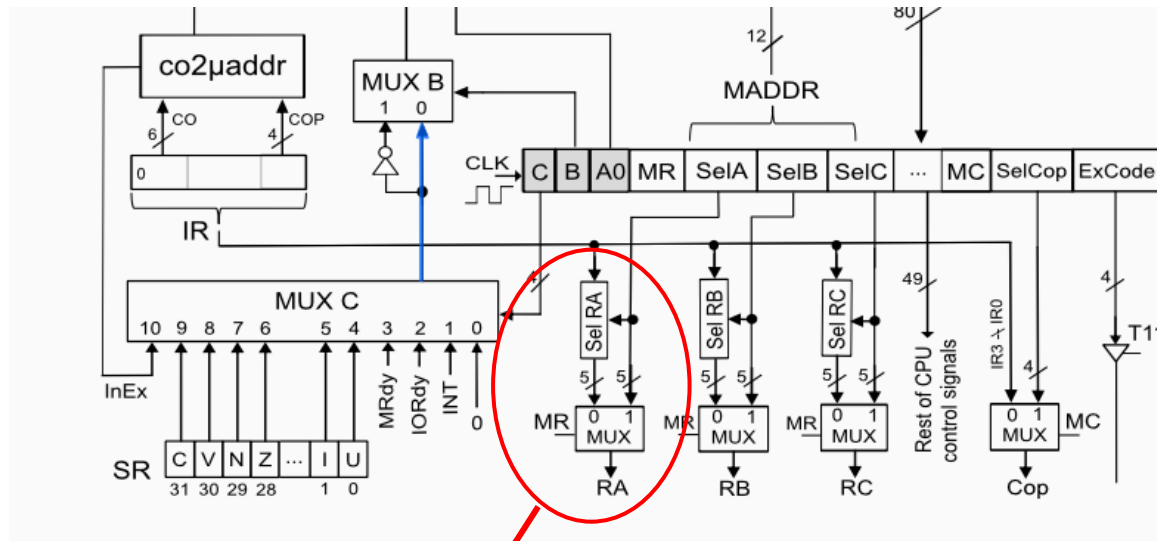 80
12
co2µaddr
MUX B
1 0
MADDR
6 CO
COP 4
CLK
C B A0 MR SelA SelB SelC ... MC SelCop ExCode
0
IR
4
49
4
MUX C
10 9 8 7 6 5 4 3 2 1 0
Sel RA
Sel RB
Sel RC
Rest of CPU
control signals
IR3 ⊀ IR0
4
T11
InEx
MRdy
IORdy
INT
0
5 5
5 5
5 5
MR 0 1 MUX
MR 0 1 MUX
MR 0 1 MUX
0 1 MUX MC
SR
C V N Z ... I U
31 30 29 28 1 0
RA
RB
RC
Cop